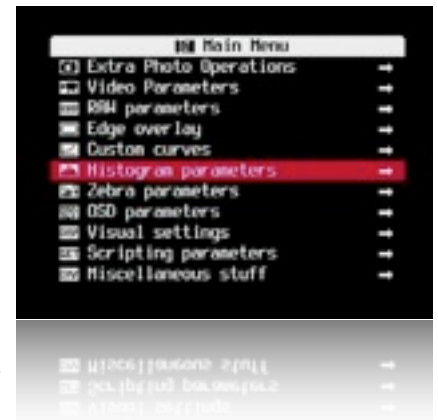 Main Menu
Extra Photo Operations →
Video Parameters →
RAW parameters →
Edge overlay →
Custom curves →
Histogram parameters →
Zebra parameters →
OSD parameters →
Visual settings →
Scripting parameters →
Miscellaneous stuff →